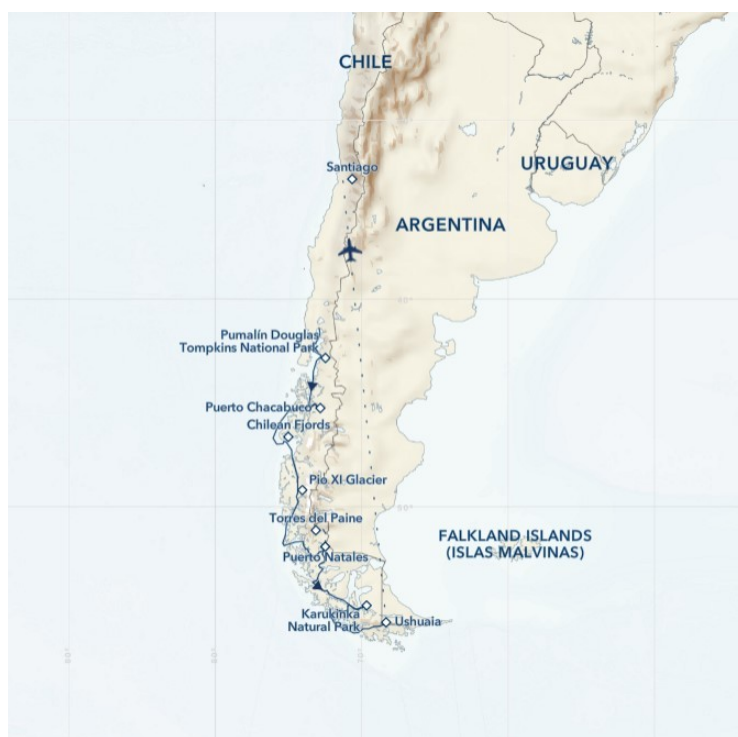 CHILE
Santiago
URUGUAY
ARGENTINA
Pumalín Douglas
Tompkins National Park
Puerto Chacabuco
Chilean Fjords
Pio XI Glacier
Torres del Paine
FALKLAND ISLANDS
(ISLAS MALVINAS)
Puerto Natales
Karukinka
Natural Park
Ushuaia